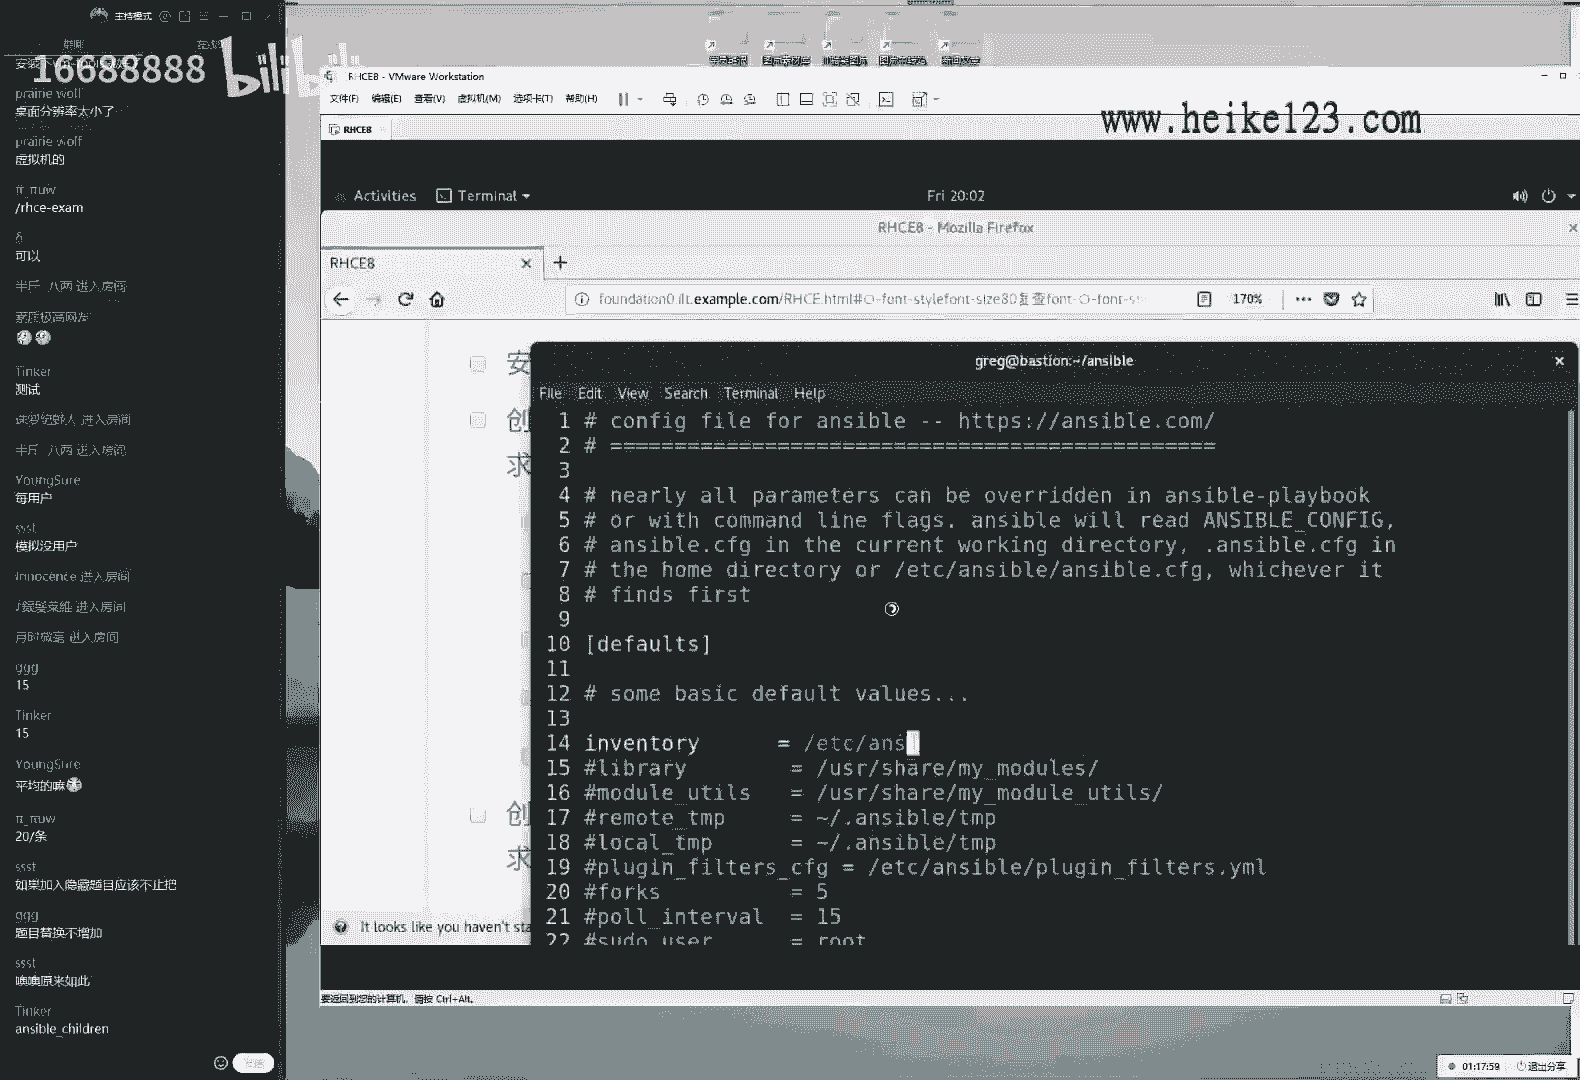 主持模式
16688888
bilibili
prairie wolf
桌面分辨率太小了
prairie wolf
虚拟机的
/rhce-exam
可以
半斤 八两 进入房间
Tinker
测试
半斤 八两 进入房间
YoungSure
每用户
ssst
模拟没用户
innocence 进入房间
进入房间
进入房间
ggg
15
Tinker
15
YoungSure
平均的嘛
20/条
ssst
如果加入隐藏题目应该不止把
ggg
题目替换不增加
ssst
噢噢原来如此
Tinker
ansible_children
RHCE8 - VMware Workstation
文件(F) 编辑(E) 查看(V) 虚拟机(M) 选项卡(T) 帮助(H)
RHCE8
www.heike123.com
Activities Terminal
Fri 20:02
RHCE8 - Mozilla Firefox
RHCE8
foundation0.ilt.example.com/RHCE.html#
170%
安
创
求
创
求
It looks like you haven't sta
greg@bastion:~/ansible
File Edit View Search Terminal Help
1 # config file for ansible -- https://ansible.com/
2 # ===============================================
3
4 # nearly all parameters can be overridden in ansible-playbook
5 # or with command line flags. ansible will read ANSIBLE_CONFIG,
6 # ansible.cfg in the current working directory, .ansible.cfg in
7 # the home directory or /etc/ansible/ansible.cfg, whichever it
8 # finds first
9
10 [defaults]
11
12 # some basic default values...
13
14 inventory = /etc/ans
15 #library = /usr/share/my_modules/
16 #module_utils = /usr/share/my_module_utils/
17 #remote_tmp = ~/.ansible/tmp
18 #local_tmp = ~/.ansible/tmp
19 #plugin_filters_cfg = /etc/ansible/plugin_filters.yml
20 #forks = 5
21 #poll_interval = 15
22 #sudo_user = root
要返回到您的计算机，请按 Ctrl+Alt。
01:17:59 退出分享